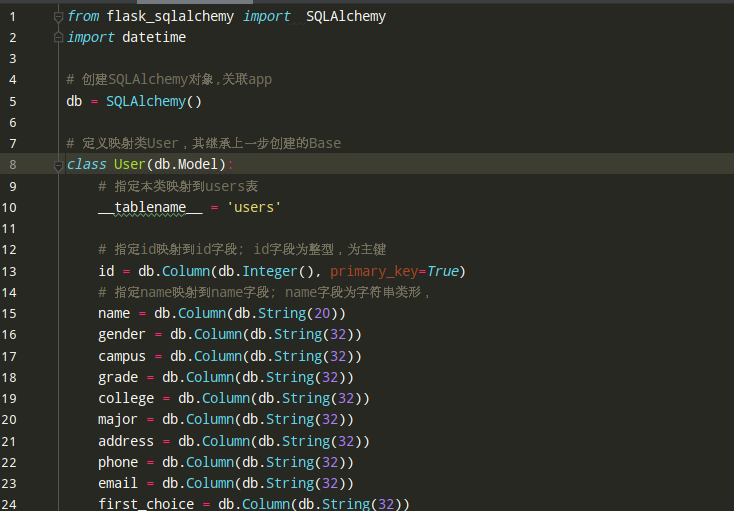 1 from flask_sqlalchemy import SQLAlchemy
2 import datetime
3
4 # 创建SQLAlchemy对象,关联app
5 db = SQLAlchemy()
6
7 # 定义映射类User，其继承上一步创建的Base
8 class User(db.Model):
9 # 指定本类映射到users表
10 __tablename__ = 'users'
11
12 # 指定id映射到id字段; id字段为整型，为主键
13 id = db.Column(db.Integer(), primary_key=True)
14 # 指定name映射到name字段; name字段为字符串类形，
15 name = db.Column(db.String(20))
16 gender = db.Column(db.String(32))
17 campus = db.Column(db.String(32))
18 grade = db.Column(db.String(32))
19 college = db.Column(db.String(32))
20 major = db.Column(db.String(32))
21 address = db.Column(db.String(32))
22 phone = db.Column(db.String(32))
23 email = db.Column(db.String(32))
24 first_choice = db.Column(db.String(32))